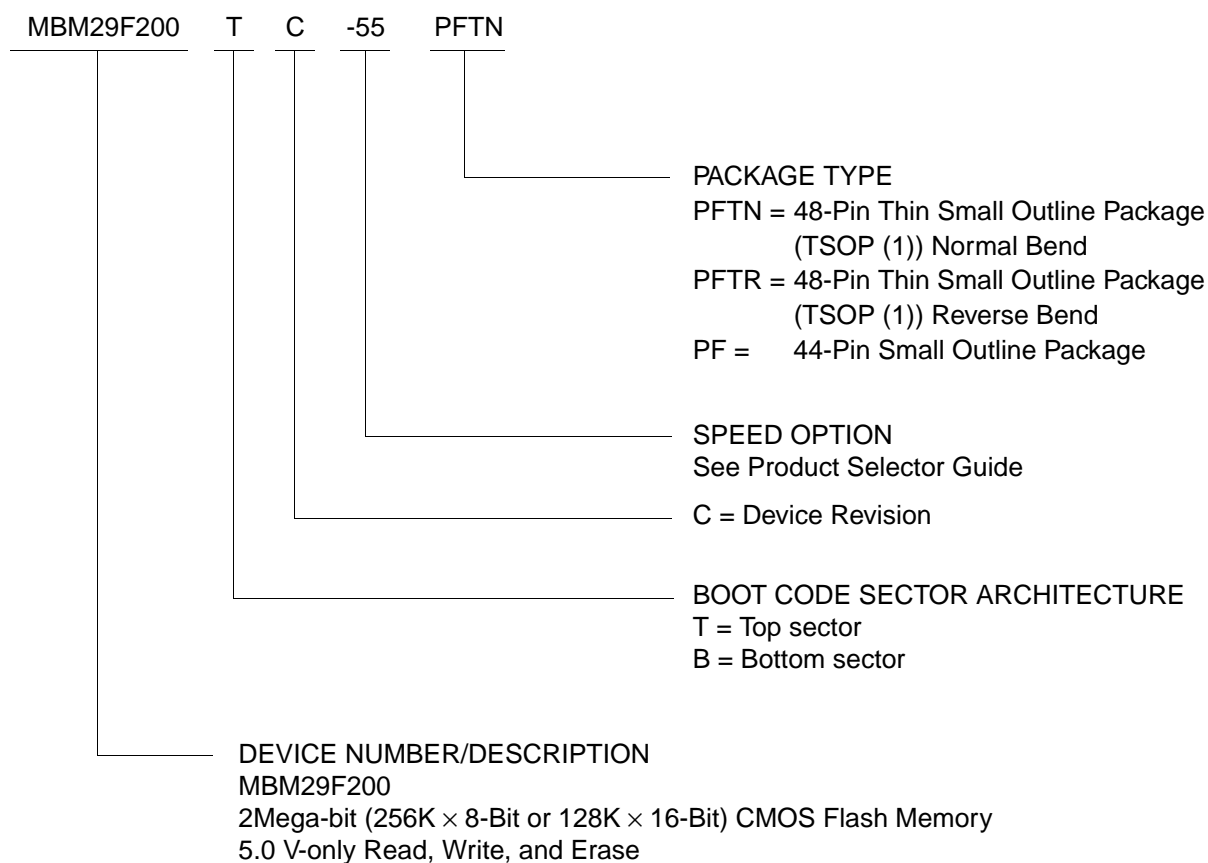 MBM29F200 T C -55 PFTN
PACKAGE TYPE
PFTN = 48-Pin Thin Small Outline Package
(TSOP (1)) Normal Bend
PFTR = 48-Pin Thin Small Outline Package
(TSOP (1)) Reverse Bend
PF = 44-Pin Small Outline Package
SPEED OPTION
See Product Selector Guide
C = Device Revision
BOOT CODE SECTOR ARCHITECTURE
T = Top sector
B = Bottom sector
DEVICE NUMBER/DESCRIPTION
MBM29F200
2Mega-bit (256K × 8-Bit or 128K × 16-Bit) CMOS Flash Memory
5.0 V-only Read, Write, and Erase